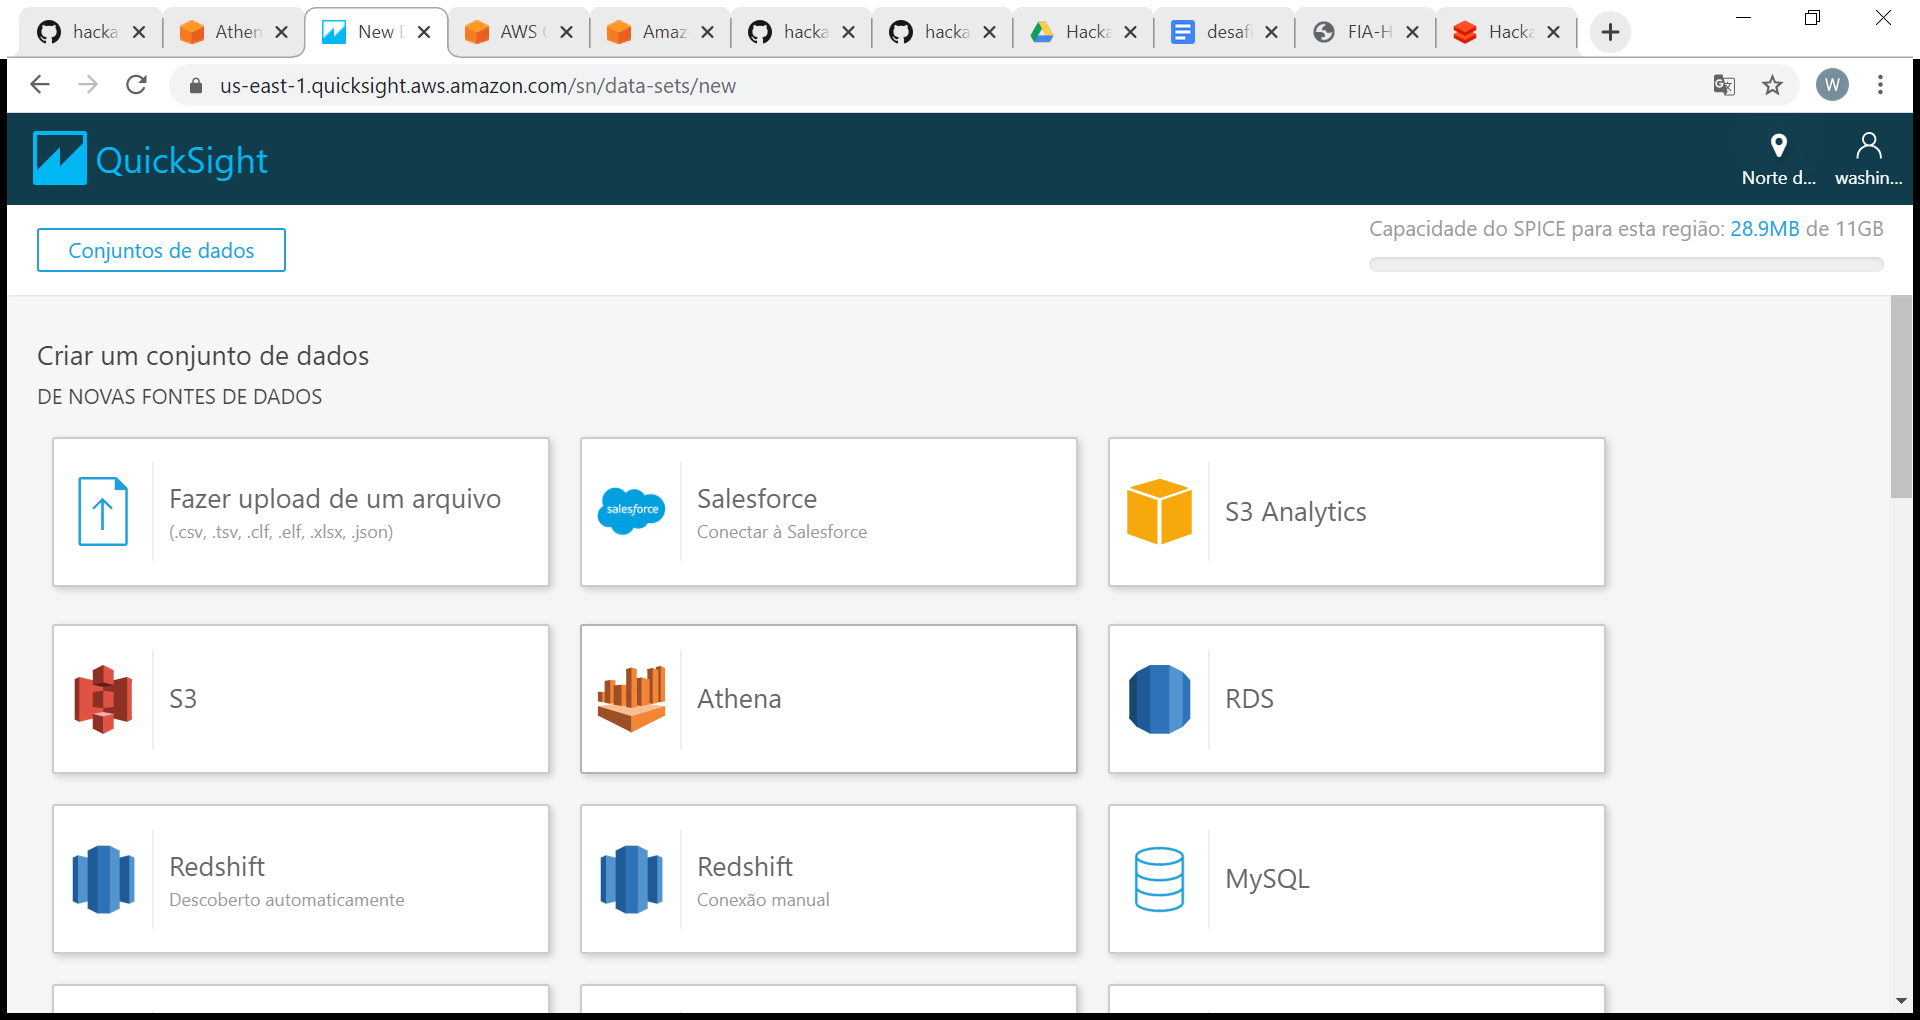 hacka
Athen
New
AWS
Amaz
hacka
hacka
Hacka
desafi
FIA-H
Hacka
us-east-1.quicksight.aws.amazon.com/sn/data-sets/new
W
QuickSight
Norte d...
washin...
Conjuntos de dados
Capacidade do SPICE para esta região: 28.9MB de 11GB
Criar um conjunto de dados
DE NOVAS FONTES DE DADOS
Fazer upload de um arquivo
(.csv, .tsv, .clf, .elf, .xlsx, .json)
salesforce
Salesforce
Conectar à Salesforce
S3 Analytics
S3
Athena
RDS
Redshift
Descoberto automaticamente
Redshift
Conexão manual
MySQL